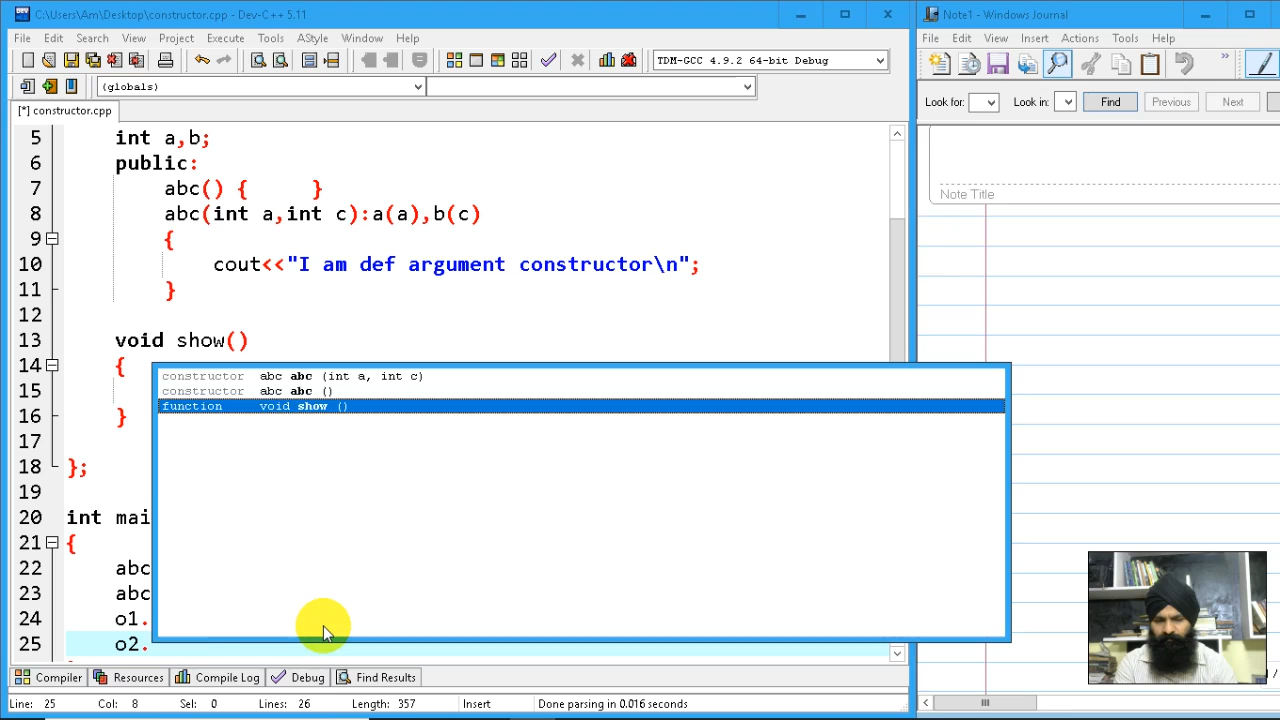 C:\Users\Am\Desktop\constructor.cpp - Dev-C++ 5.11
File Edit Search View Project Execute Tools AStyle Window Help
TDM-GCC 4.9.2 64-bit Debug
(globals)
[*] constructor.cpp
5 int a,b;
6 public:
7 abc() { }
8 abc(int a,int c):a(a),b(c)
9 {
10 cout<<"I am def argument constructor\n";
11 }
12
13 void show()
14 {
15
16 }
17
18 };
19
20 int mai
21 {
22 abc
23 abc
24 o1.
25 o2.
constructor abc abc (int a, int c)
constructor abc abc ()
function void show ()
Compiler Resources Compile Log Debug Find Results
Line: 25 Col: 8 Sel: 0 Lines: 26 Length: 357 Insert Done parsing in 0.016 seconds
Note1 - Windows Journal
File Edit View Insert Actions Tools Help
Look for: Look in: Find Previous Next
Note Title